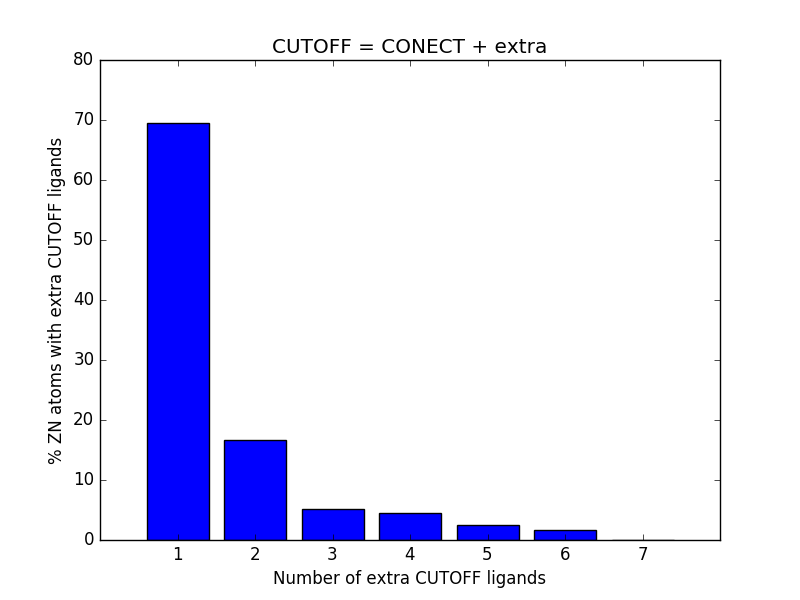 CUTOFF = CONECT + extra
80
70
60
50
40
30
20
10
0
% ZN atoms with extra CUTOFF ligands
1 2 3 4 5 6 7
Number of extra CUTOFF ligands